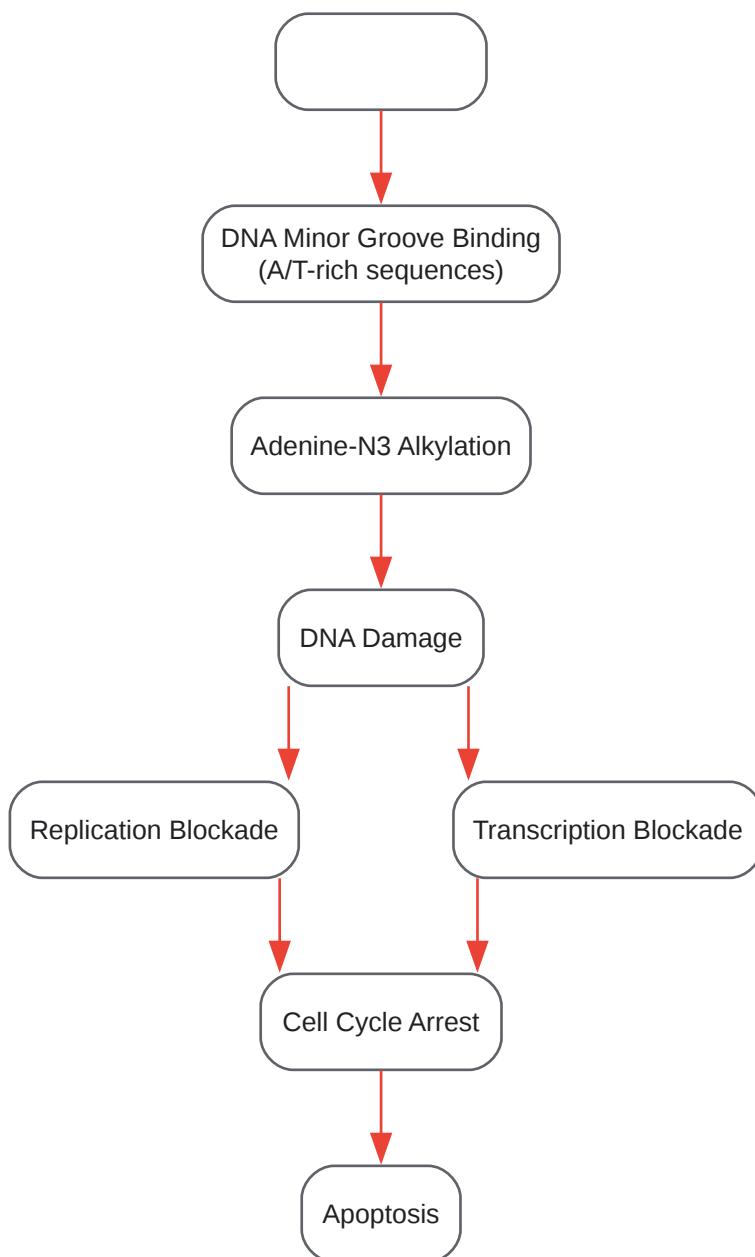 DNA Minor Groove Binding
(A/T-rich sequences)
Adenine-N3 Alkylation
DNA Damage
Replication Blockade
Transcription Blockade
Cell Cycle Arrest
Apoptosis